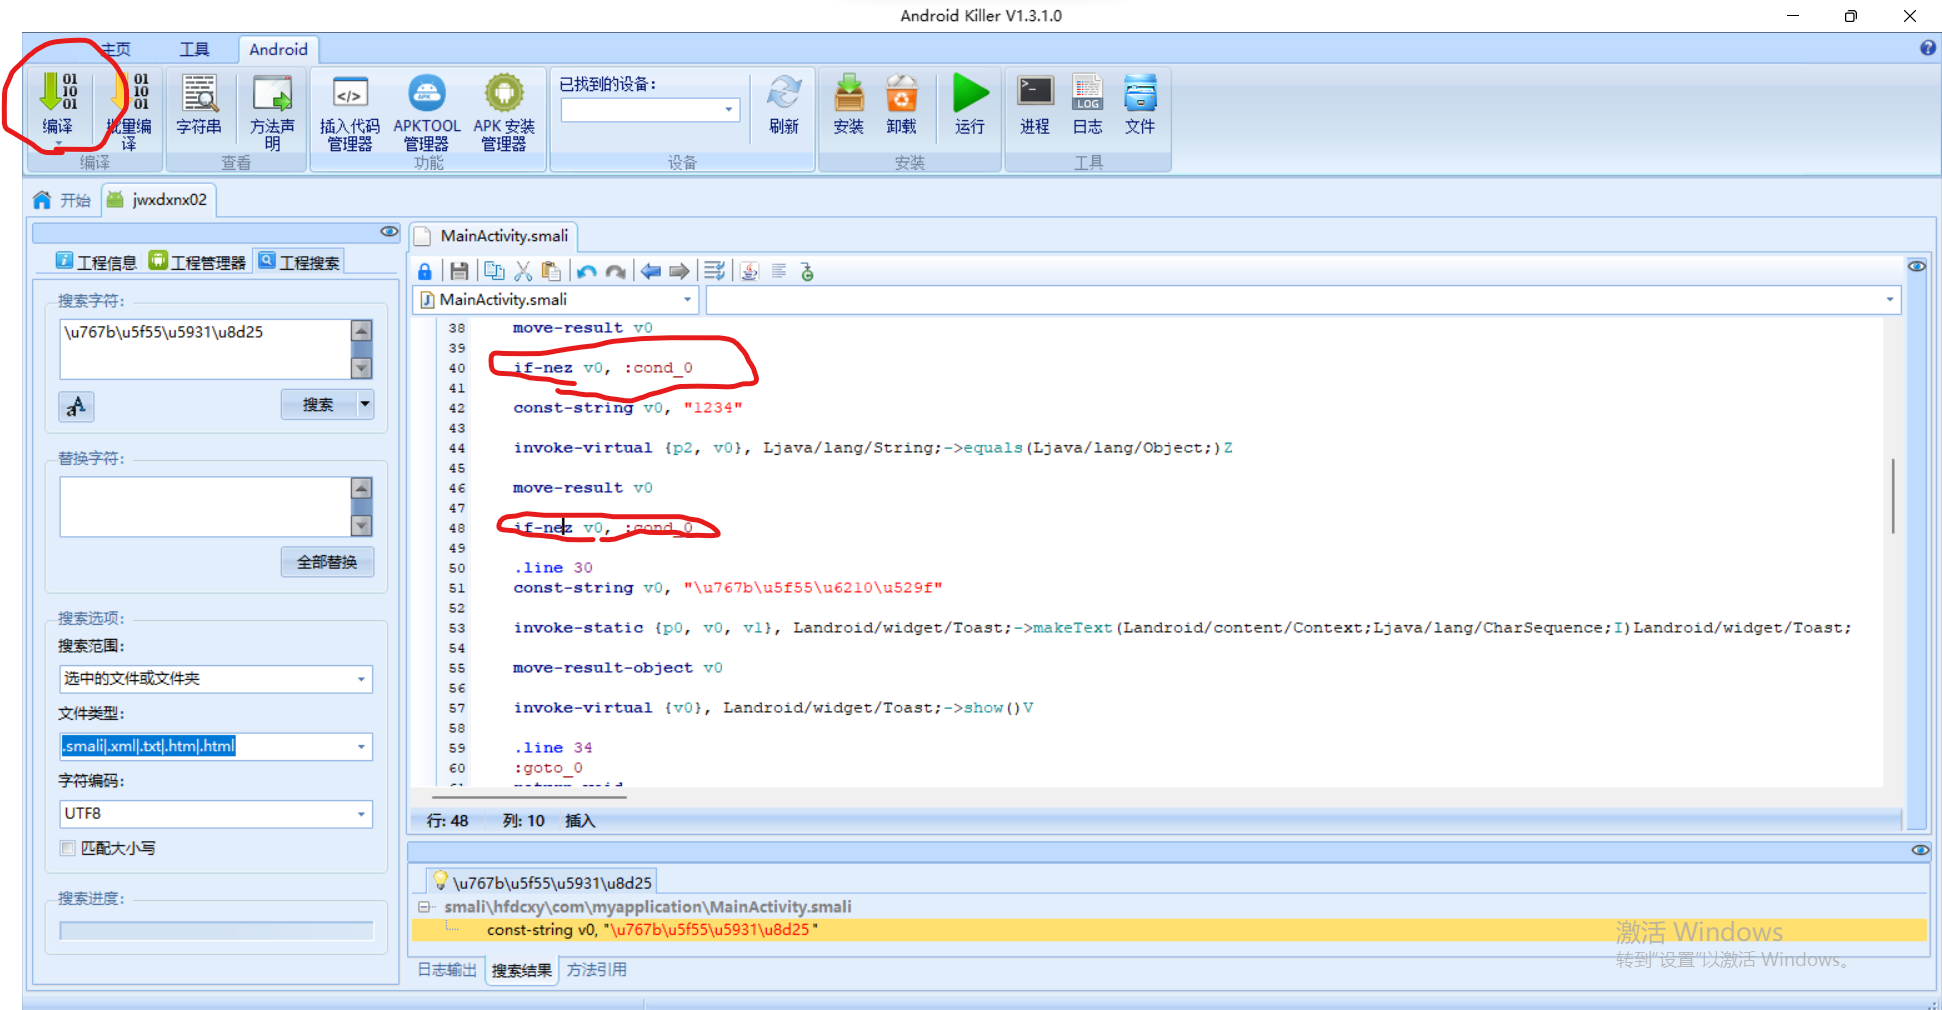 Android Killer V1.3.1.0
主页 工具 Android
编译 批量编译 字符串 方法声明 插入代码管理器 APKTOOL管理器 APK 安装管理器 已找到的设备: 刷新 安装 卸载 运行 进程 日志 文件
编译 查看 功能 设备 安装 工具
开始 jwxdxnx02
工程信息 工程管理器 工程搜索
搜索字符:
\u767b\u5f55\u5931\u8d25
搜索
替换字符:
全部替换
搜索选项:
搜索范围:
选中的文件或文件夹
文件类型:
.smali|.xml|.txt|.htm|.html
字符编码:
UTF8
匹配大小写
搜索进度:
MainActivity.smali
MainActivity.smali
38 move-result v0
39
40 if-nez v0, :cond_0
41
42 const-string v0, "1234"
43
44 invoke-virtual {p2, v0}, Ljava/lang/String;->equals(Ljava/lang/Object;)Z
45
46 move-result v0
47
48 if-nez v0, :cond_0
49
50 .line 30
51 const-string v0, "\u767b\u5f55\u6210\u529f"
52
53 invoke-static {p0, v0, v1}, Landroid/widget/Toast;->makeText(Landroid/content/Context;Ljava/lang/CharSequence;I)Landroid/widget/Toast;
54
55 move-result-object v0
56
57 invoke-virtual {v0}, Landroid/widget/Toast;->show()V
58
59 .line 34
60 :goto_0
行: 48 列: 10 插入
\u767b\u5f55\u5931\u8d25
smali\hfdcxy\com\myapplication\MainActivity.smali
const-string v0, "\u767b\u5f55\u5931\u8d25"
日志输出 搜索结果 方法引用
激活 Windows
转到"设置"以激活 Windows。